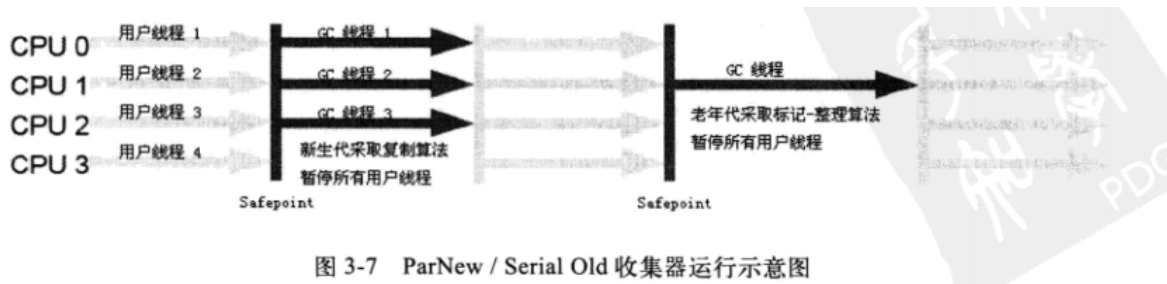 CPU 0
CPU 1
CPU 2
CPU 3
用户线程 1
用户线程 2
用户线程 3
用户线程 4
Safepoint
GC 线程 1
GC 线程 2
GC 线程 3
新生代采取复制算法
暂停所有用户线程
Safepoint
GC 线程
老年代采取标记-整理算法
暂停所有用户线程
图 3-7 ParNew / Serial Old 收集器运行示意图
PDG